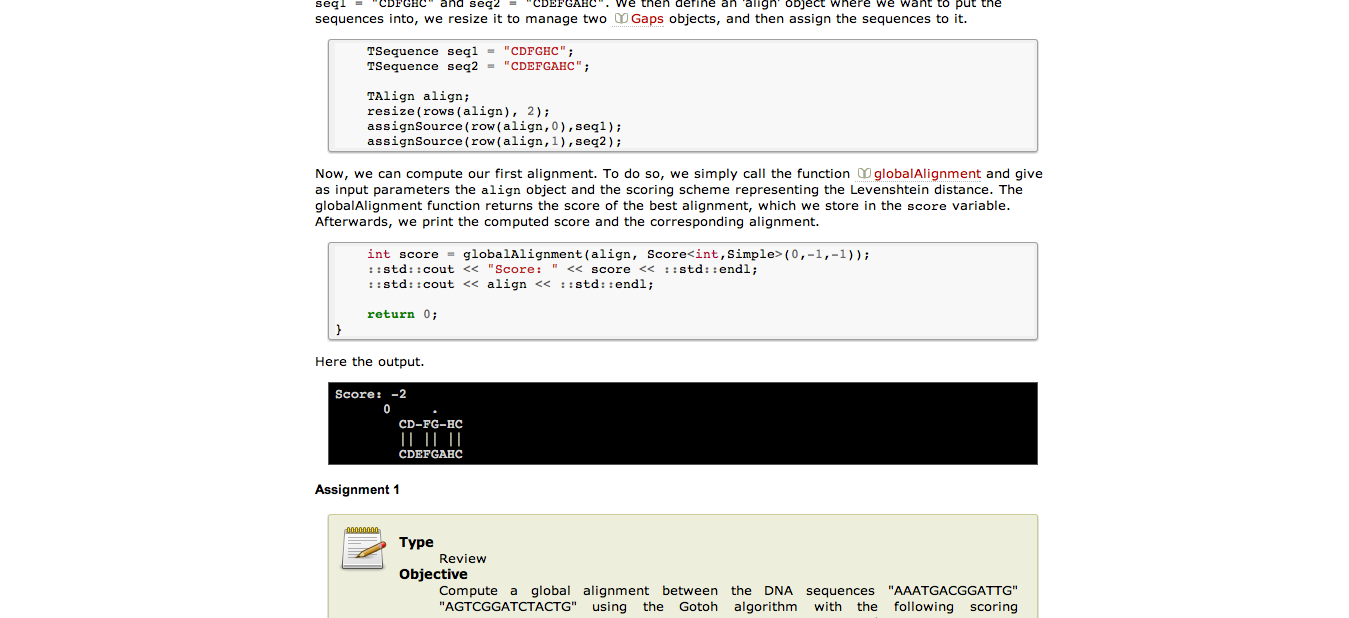 seq1 = "CDFGHC" and seq2 = "CDEFGAHC". We then define an 'align' object where we want to put the
sequences into, we resize it to manage two Gaps objects, and then assign the sequences to it.
TSequence seq1 = "CDFGHC";
TSequence seq2 = "CDEFGAHC";
TAlign align;
resize(rows(align), 2);
assignSource(row(align,0),seq1);
assignSource(row(align,1),seq2);
Now, we can compute our first alignment. To do so, we simply call the function globalAlignment and give
as input parameters the align object and the scoring scheme representing the Levenshtein distance. The
globalAlignment function returns the score of the best alignment, which we store in the score variable.
Afterwards, we print the computed score and the corresponding alignment.
int score = globalAlignment(align, Score<int,Simple>(0,-1,-1));
::std::cout << "Score: " << score << ::std::endl;
::std::cout << align << ::std::endl;
return 0;
}
Here the output.
Score: -2
0     .
CD-FG-HC
|| || ||
CDEFGAHC
Assignment 1
Type
Review
Objective
Compute a global alignment between the DNA sequences "AAATGACGGATTG"
"AGTCGGATCTACTG" using the Gotoh algorithm with the following scoring